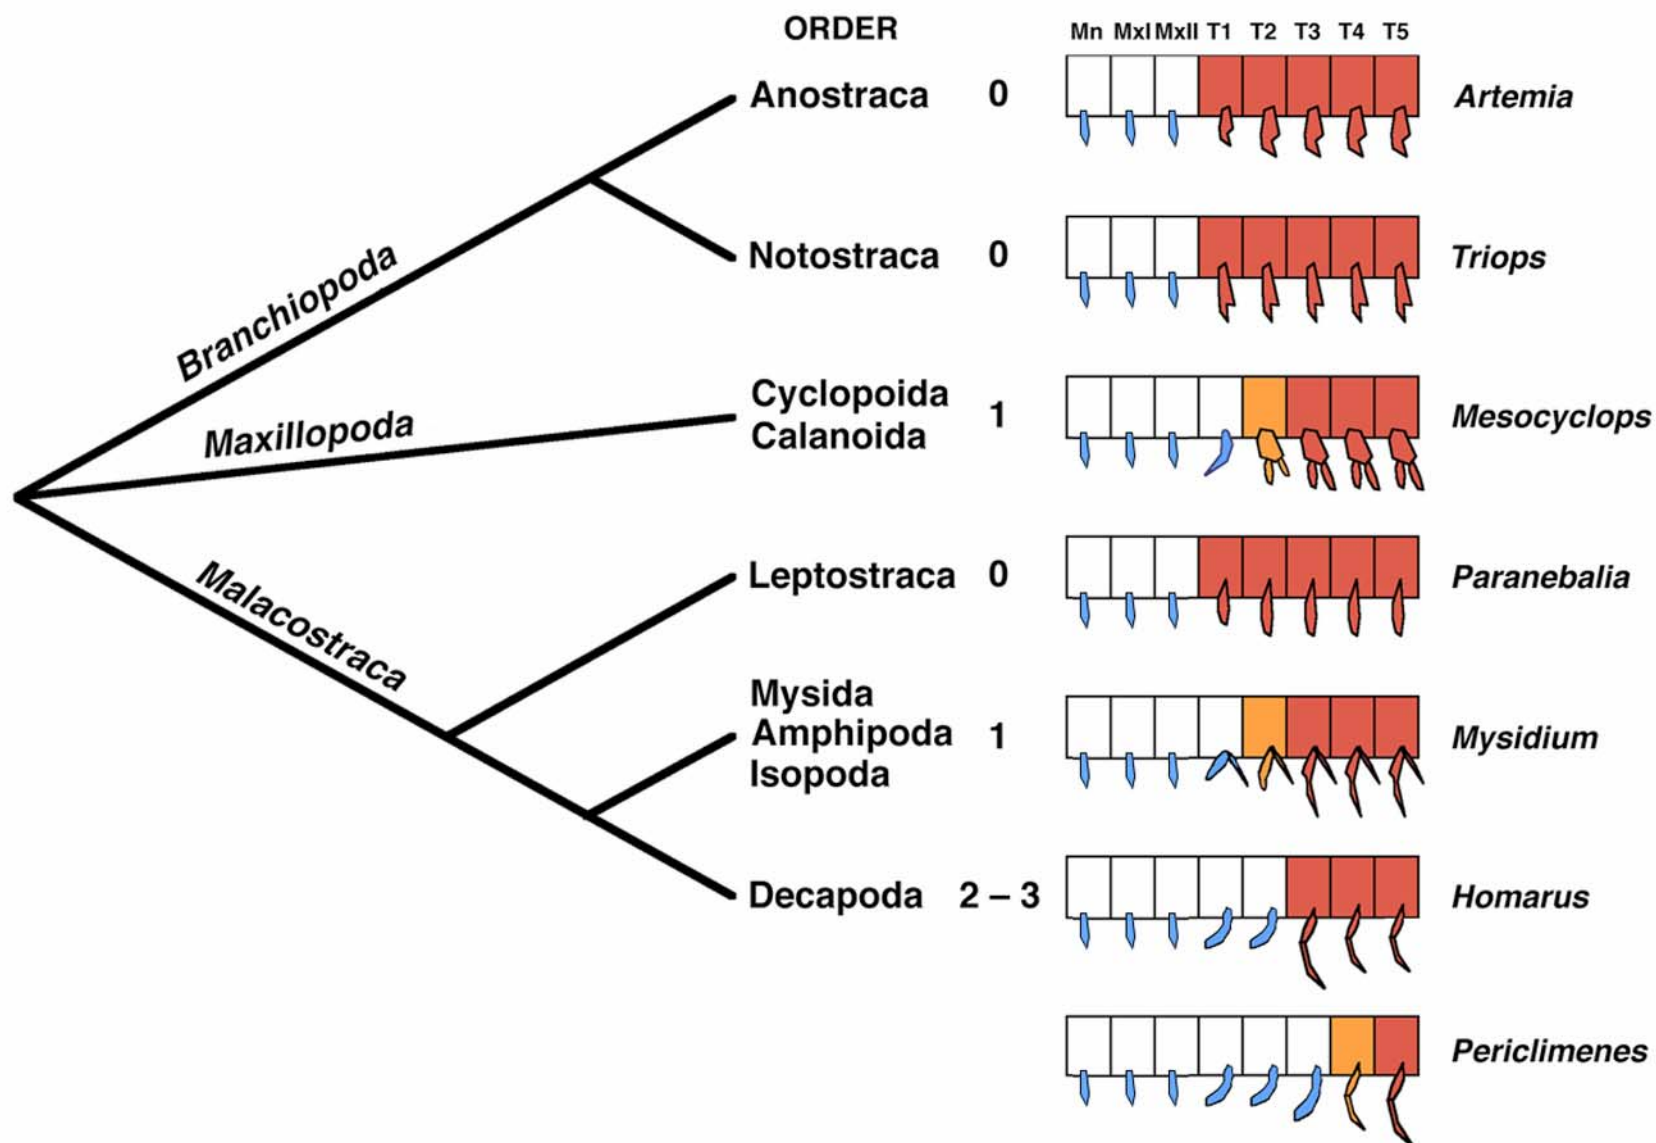 ORDER
Mn MxI MxII T1 T2 T3 T4 T5
Anostraca 0 Artemia
Notostraca 0 Triops
Branchiopoda
Cyclopoida
Calanoida
1 Mesocyclops
Maxillopoda
Leptostraca 0 Paranebalia
Malacostraca
Mysida
Amphipoda
Isopoda
1 Mysidium
Decapoda 2 – 3 Homarus
Periclimenes